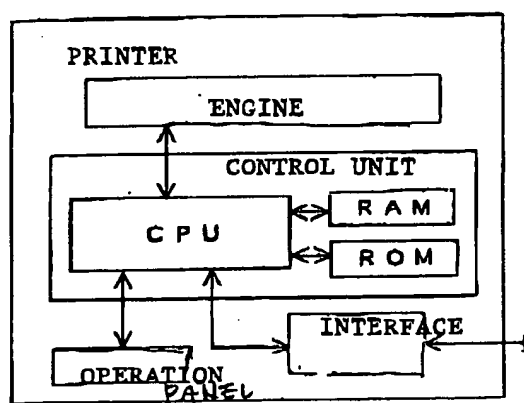 PRINTER
ENGINE
CONTROL UNIT
CPU
RAM
ROM
INTERFACE
OPERATION
PANEL